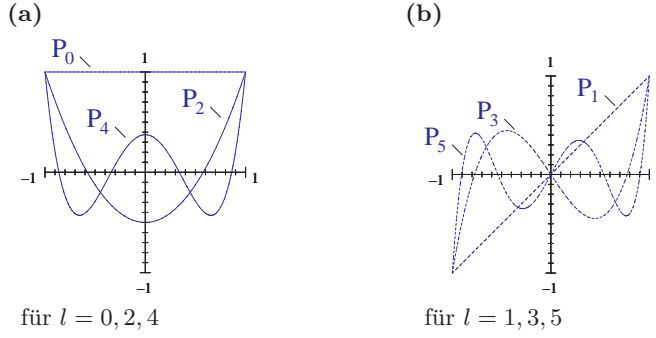 (a)
(b)
P0
1
P2
P4
−1
1
−1
für l = 0, 2, 4
1
P1
P3
P5
−1
−1
für l = 1, 3, 5